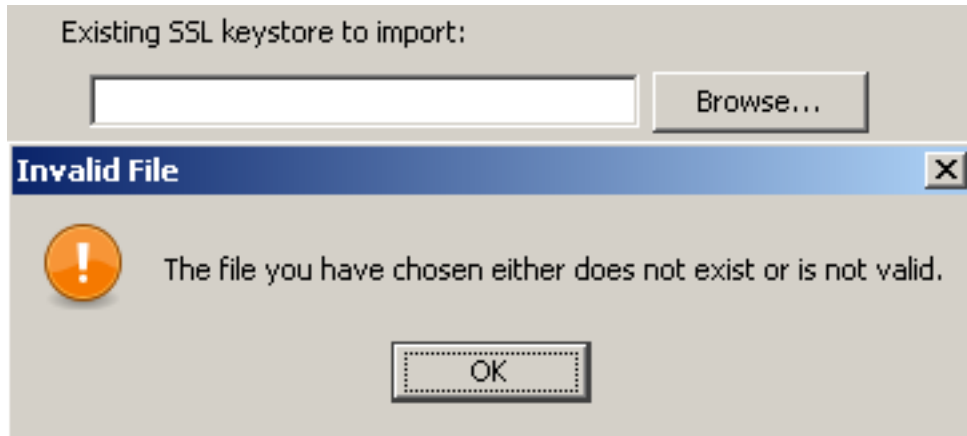 Existing SSL keystore to import:
Browse...
Invalid File
The file you have chosen either does not exist or is not valid.
OK